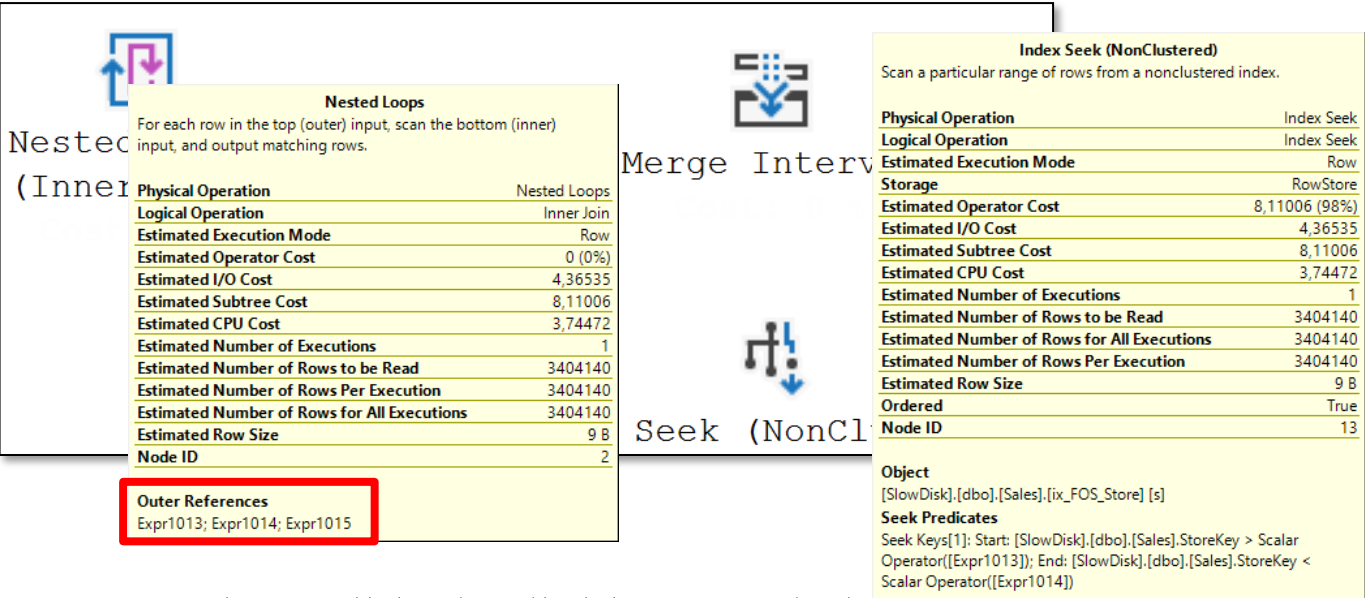 Nested
(Inner
Nested Loops
For each row in the top (outer) input, scan the bottom (inner)
input, and output matching rows.
Physical Operation Nested Loops
Logical Operation Inner Join
Estimated Execution Mode Row
Estimated Operator Cost 0 (0%)
Estimated I/O Cost 4,36535
Estimated Subtree Cost 8,11006
Estimated CPU Cost 3,74472
Estimated Number of Executions 1
Estimated Number of Rows to be Read 3404140
Estimated Number of Rows Per Execution 3404140
Estimated Number of Rows for All Executions 3404140
Estimated Row Size 9 B
Node ID 2
Outer References
Expr1013; Expr1014; Expr1015
Merge Interv
Seek (NonCl
Index Seek (NonClustered)
Scan a particular range of rows from a nonclustered index.
Physical Operation Index Seek
Logical Operation Index Seek
Estimated Execution Mode Row
Storage RowStore
Estimated Operator Cost 8,11006 (98%)
Estimated I/O Cost 4,36535
Estimated Subtree Cost 8,11006
Estimated CPU Cost 3,74472
Estimated Number of Executions 1
Estimated Number of Rows to be Read 3404140
Estimated Number of Rows for All Executions 3404140
Estimated Number of Rows Per Execution 3404140
Estimated Row Size 9 B
Ordered True
Node ID 13
Object
[SlowDisk].[dbo].[Sales].[ix_FOS_Store] [s]
Seek Predicates
Seek Keys[1]: Start: [SlowDisk].[dbo].[Sales].StoreKey > Scalar
Operator([Expr1013]); End: [SlowDisk].[dbo].[Sales].StoreKey <
Scalar Operator([Expr1014])